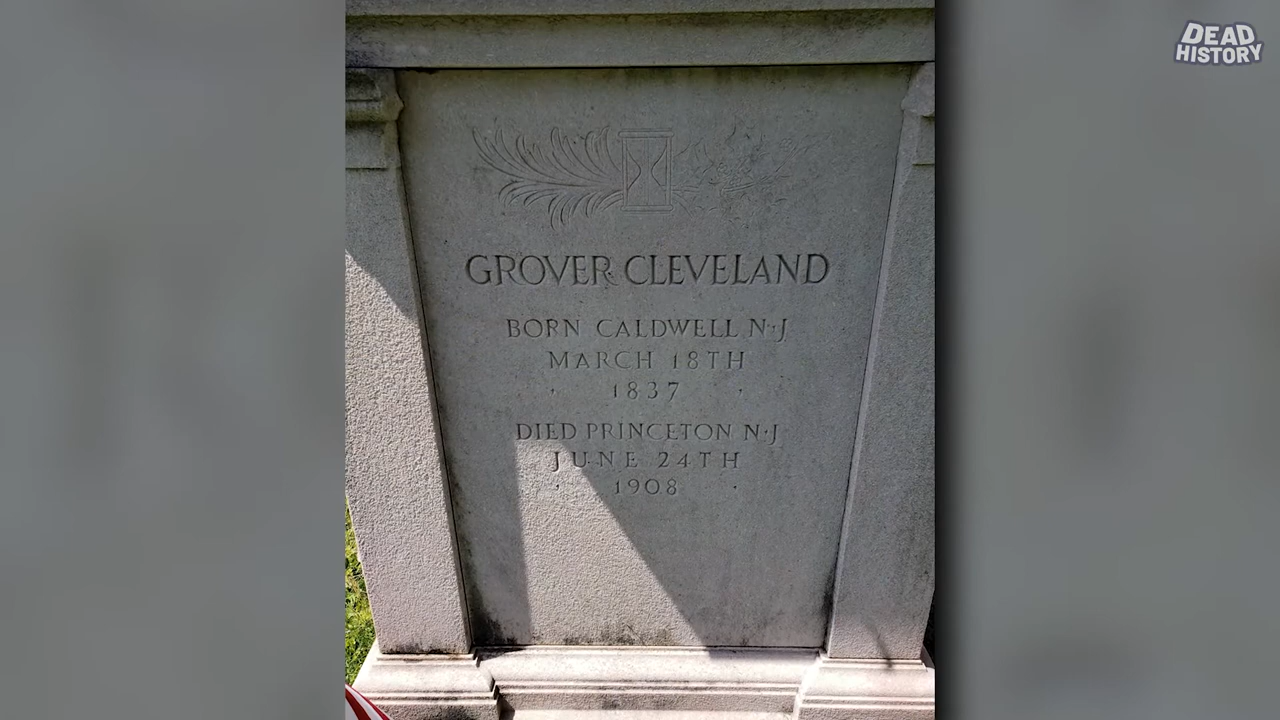 DEAD
HISTORY
GROVER CLEVELAND
BORN CALDWELL N·J
MARCH 18TH
· 1837 ·
DIED PRINCETON N·J
JUNE 24TH
· 1908 ·